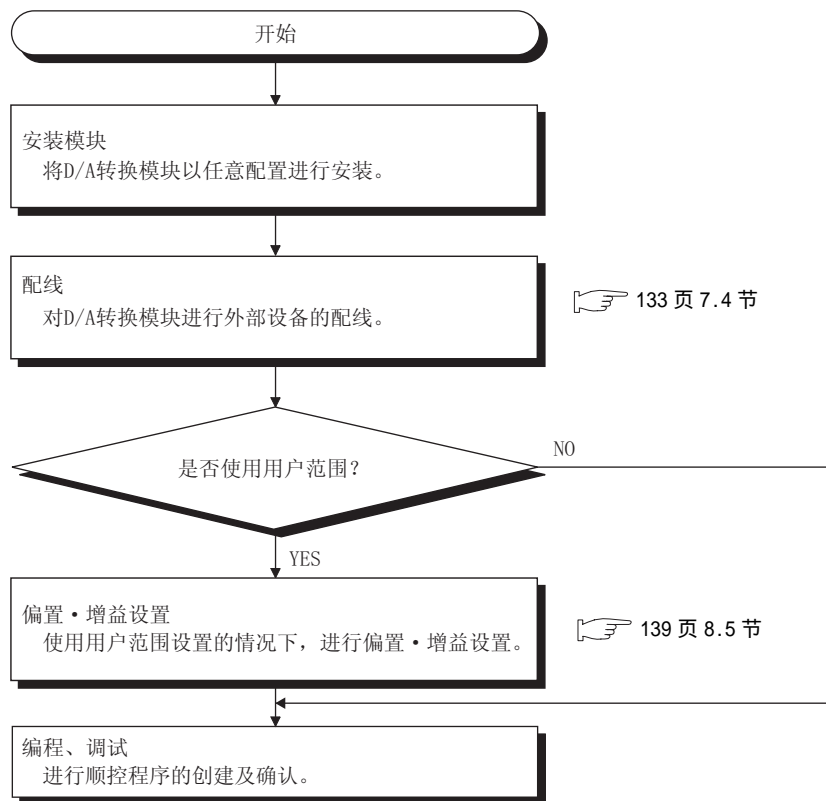 开始
安装模块
将D/A转换模块以任意配置进行安装。
配线
对D/A转换模块进行外部设备的配线。
133 页 7.4 节
是否使用用户范围?
NO
YES
偏置·增益设置
使用用户范围设置的情况下，进行偏置·增益设置。
139 页 8.5 节
编程、调试
进行顺控程序的创建及确认。